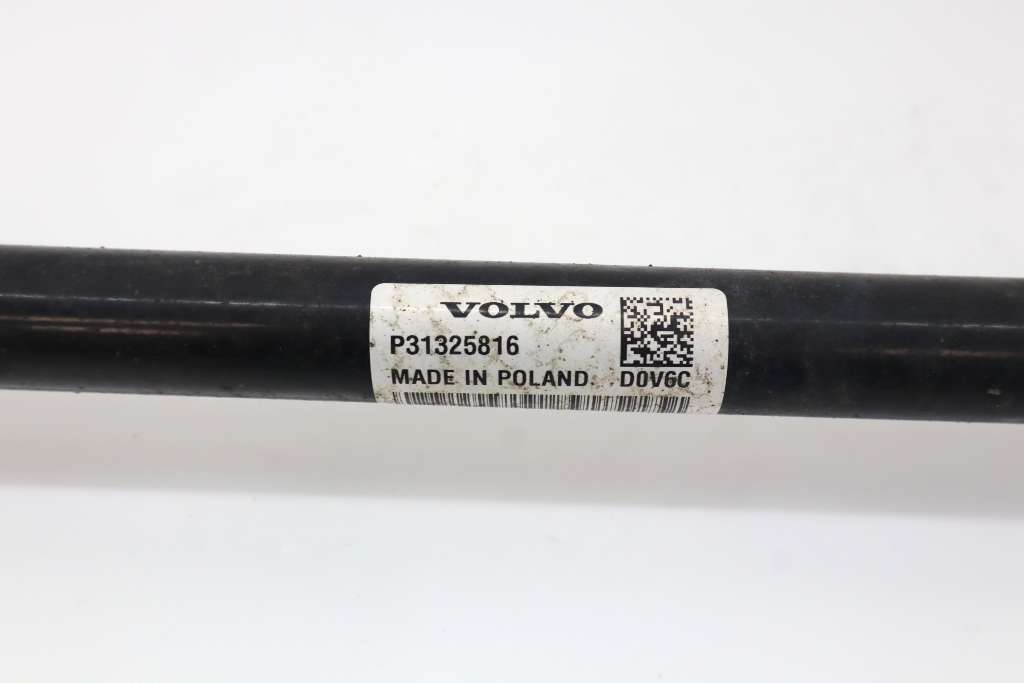 VOLVO
P31325816
MADE IN POLAND
D0V6C